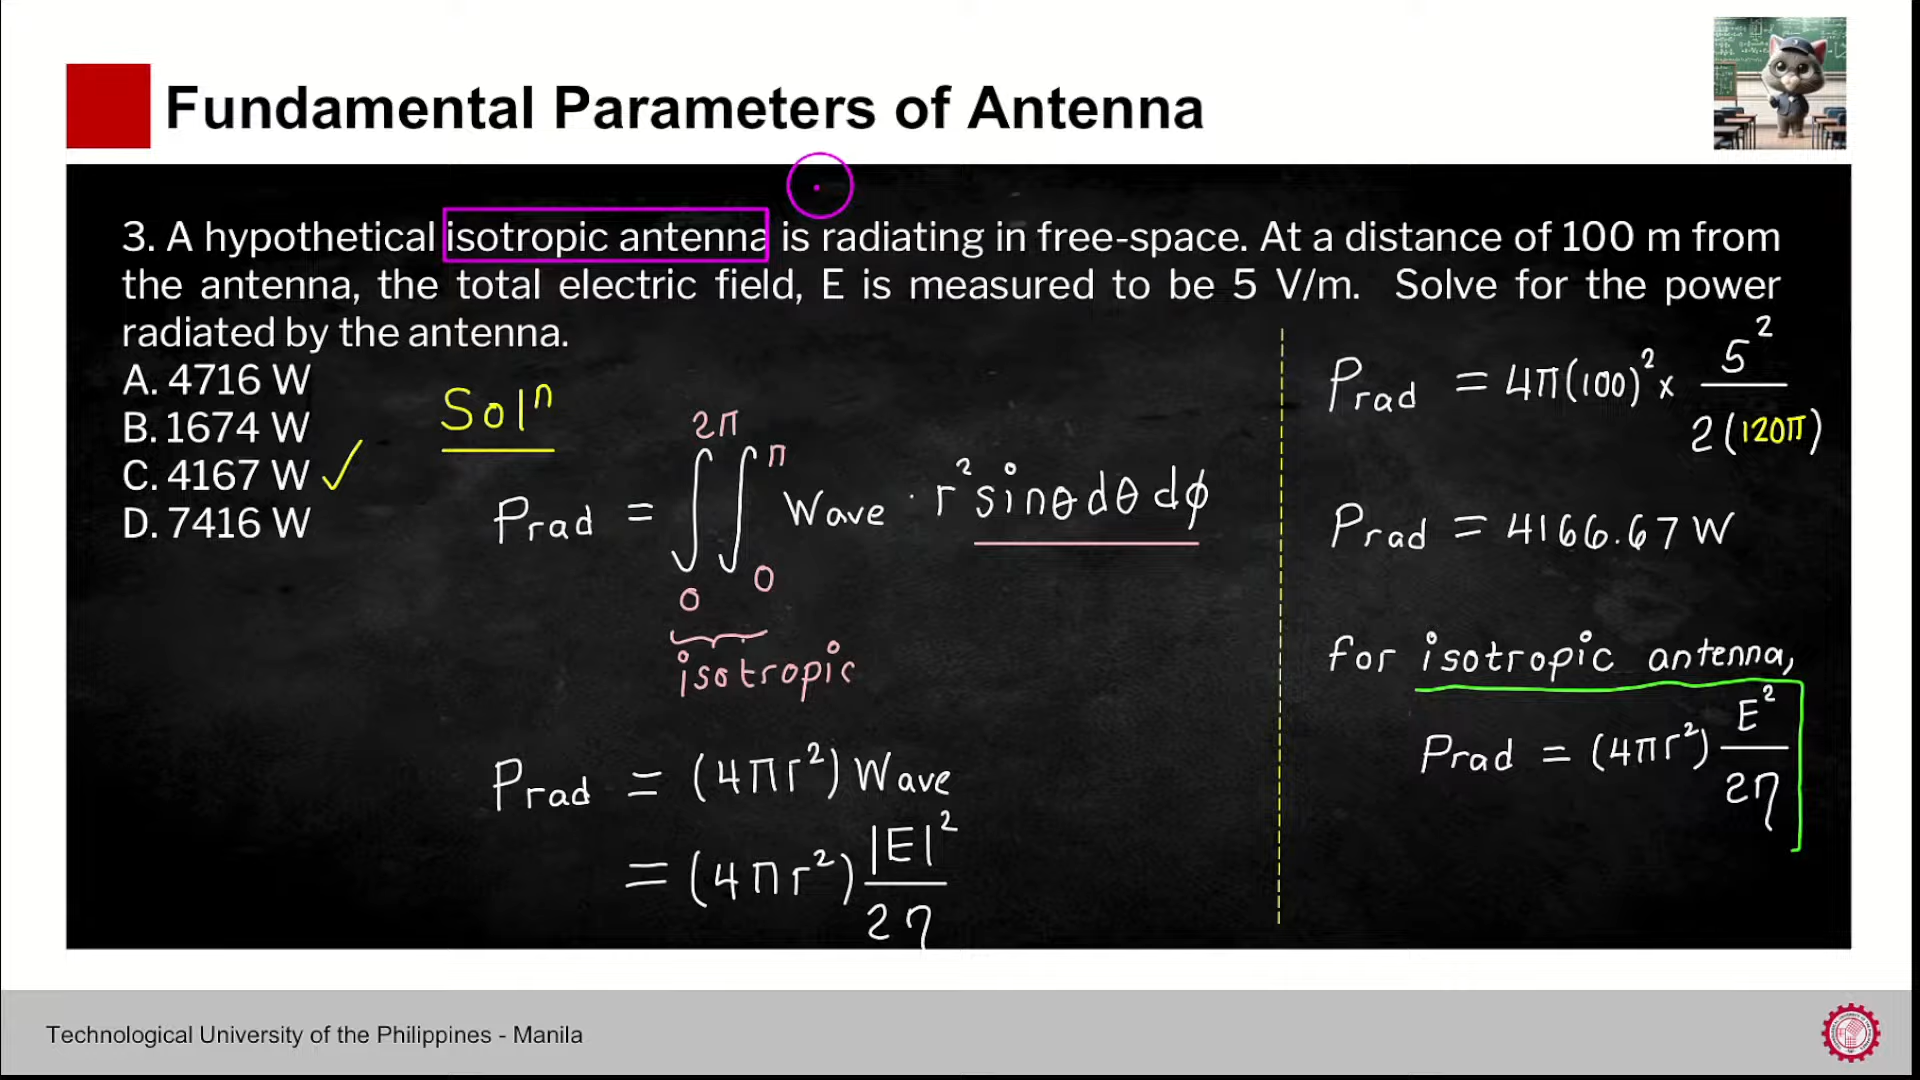 Fundamental Parameters of Antenna
3. A hypothetical isotropic antenna is radiating in free-space. At a distance of 100 m from
the antenna, the total electric field, E is measured to be 5 V/m. Solve for the power
radiated by the antenna.
A. 4716 W
B. 1674 W
C. 4167 W ✓
D. 7416 W
Solⁿ
Prad = ∫₀^2π ∫₀^π Wave · r² sinθ dθ dϕ
isotropic
Prad = (4πr²) Wave
= (4πr²) |E|² / 2η
Prad = 4π(100)² x 5² / 2(120π)
Prad = 4166.67 W
for isotropic antenna,
Prad = (4πr²) E² / 2η
Technological University of the Philippines - Manila